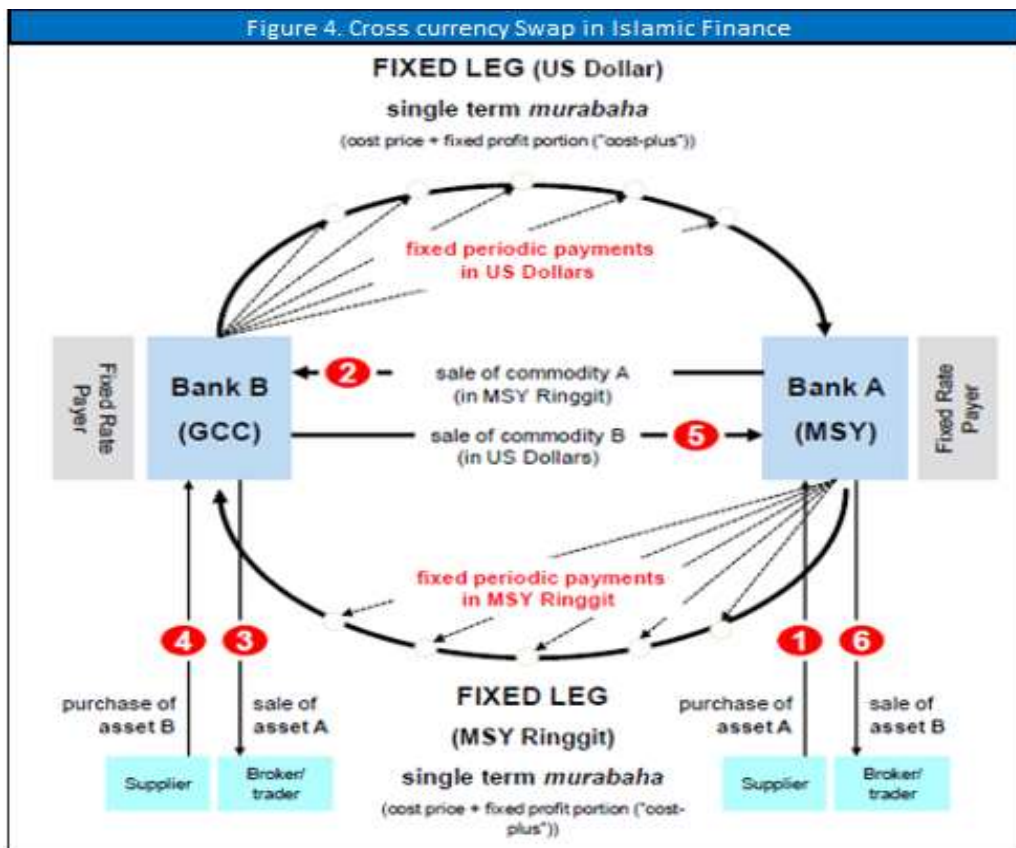 Figure 4. Cross currency Swap in Islamic Finance
FIXED LEG (US Dollar)
single term murabaha
(cost price + fixed profit portion ("cost-plus"))
fixed periodic payments
in US Dollars
Fixed Rate
Payer
Bank B
(GCC)
2
sale of commodity A
(in MSY Ringgit)
sale of commodity B
(in US Dollars)
5
Bank A
(MSY)
Fixed Rate
Payer
fixed periodic payments
in MSY Ringgit
4
3
1
6
purchase of
asset B
sale of
asset A
purchase of
asset A
sale of
asset B
FIXED LEG
(MSY Ringgit)
single term murabaha
(cost price + fixed profit portion ("cost-
plus"))
Supplier
Broker/
trader
Supplier
Broker/
trader